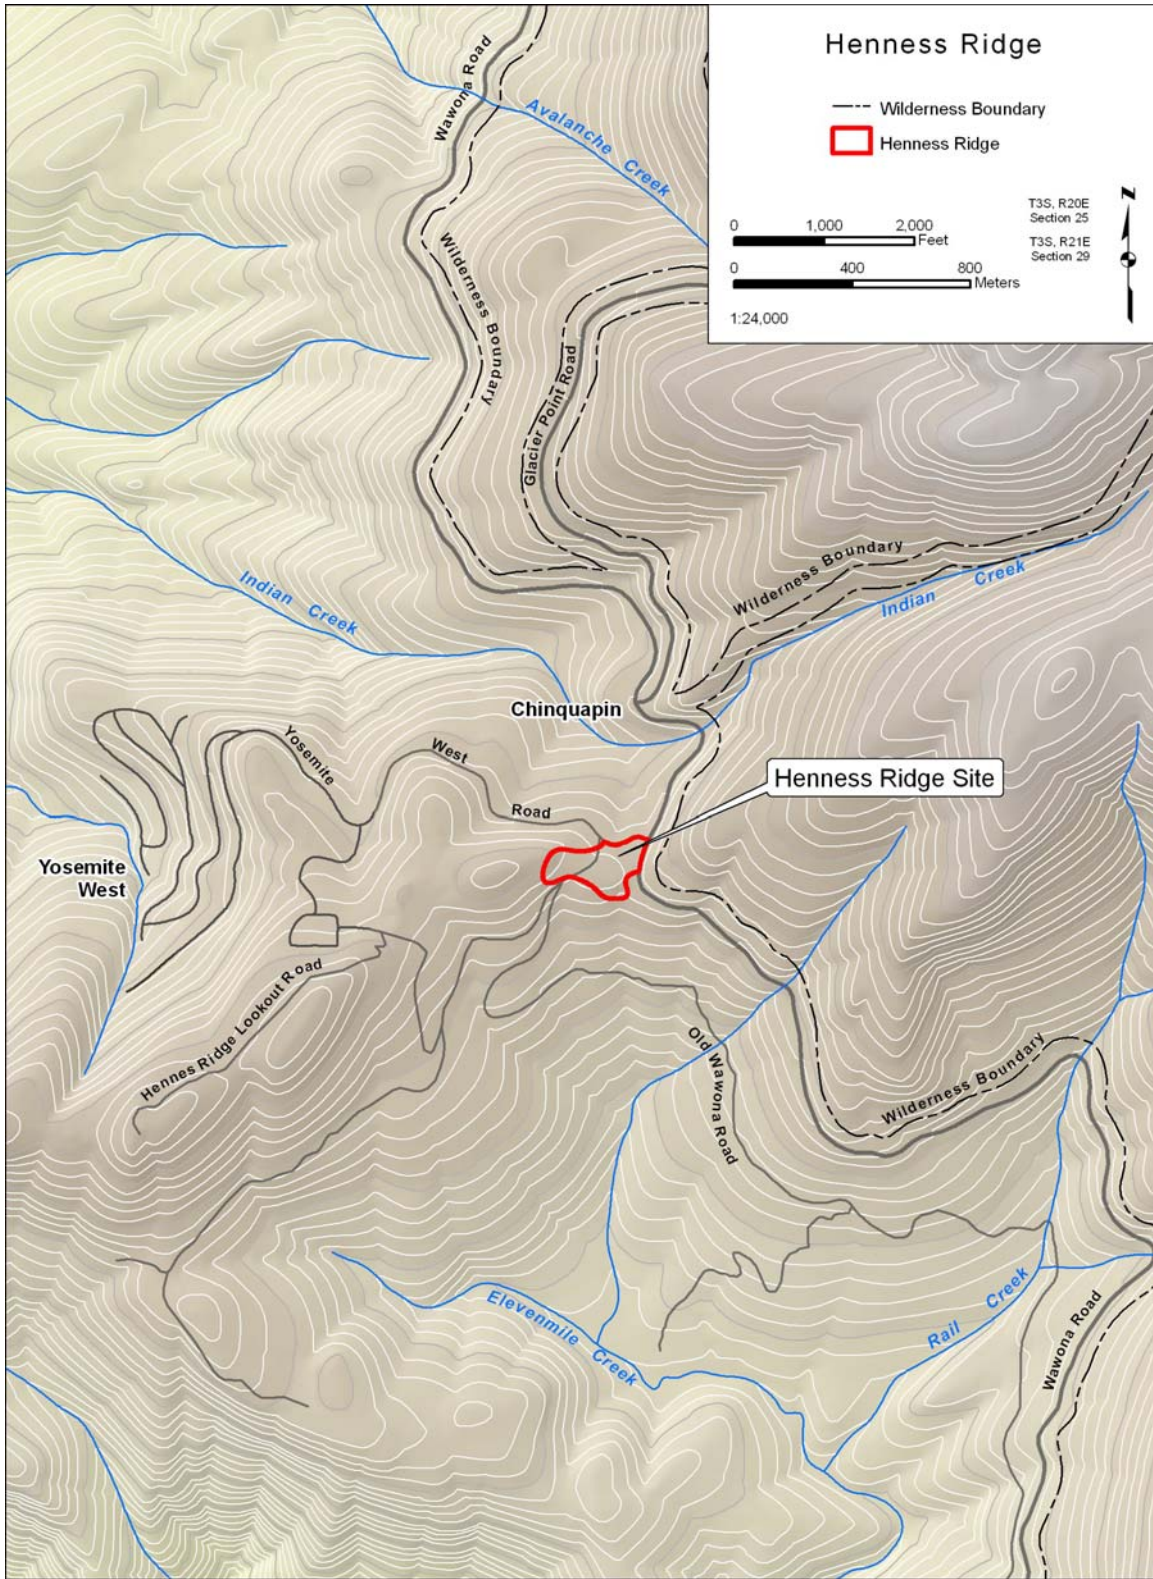 Henness Ridge
Wilderness Boundary
Henness Ridge
T3S, R20E
Section 25
T3S, R21E
Section 29
N
0 1,000 2,000
Feet
0 400 800
Meters
1:24,000
Wawona Road
Avalanche Creek
Wilderness Boundary
Glacier Point Road
Wilderness Boundary
Indian Creek
Indian Creek
Chinquapin
Yosemite West Road
Henness Ridge Site
Yosemite
West
Hennes Ridge Lookout Road
Old Wawona Road
Wilderness Boundary
Elevenmile Creek
Rail Creek
Wawona Road